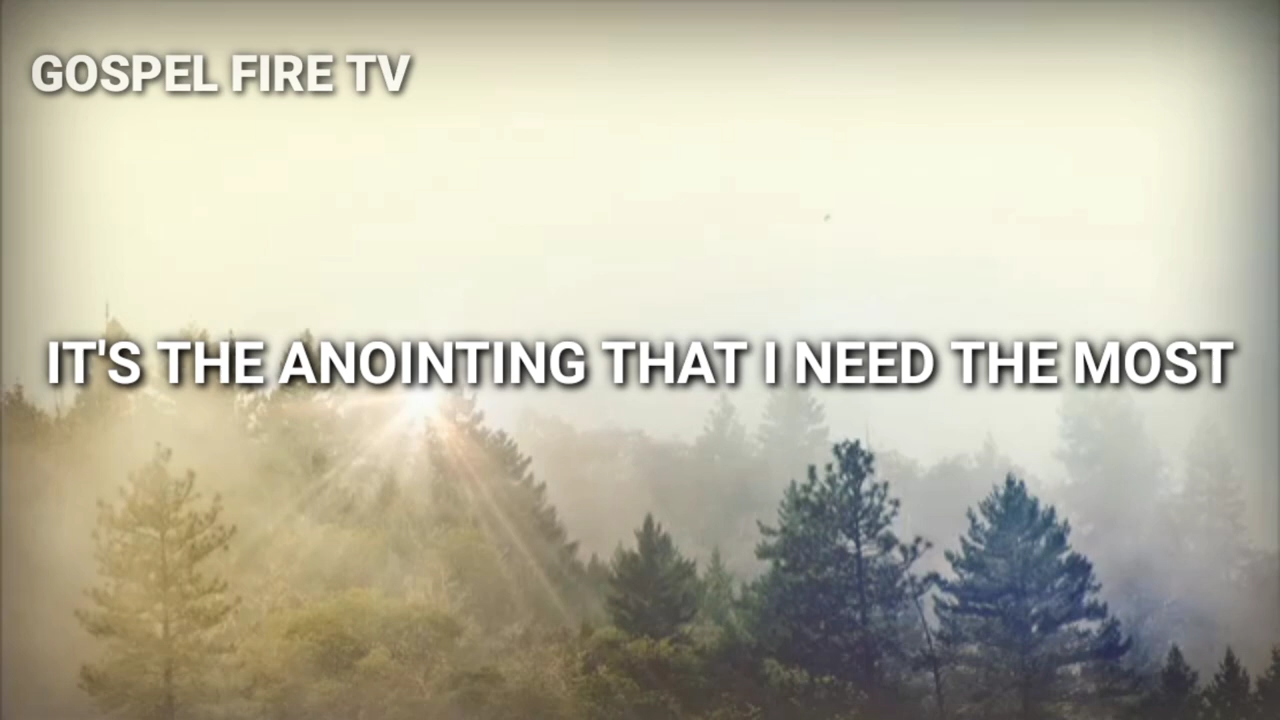 GOSPEL FIRE TV
IT'S THE ANOINTING THAT I NEED THE MOST